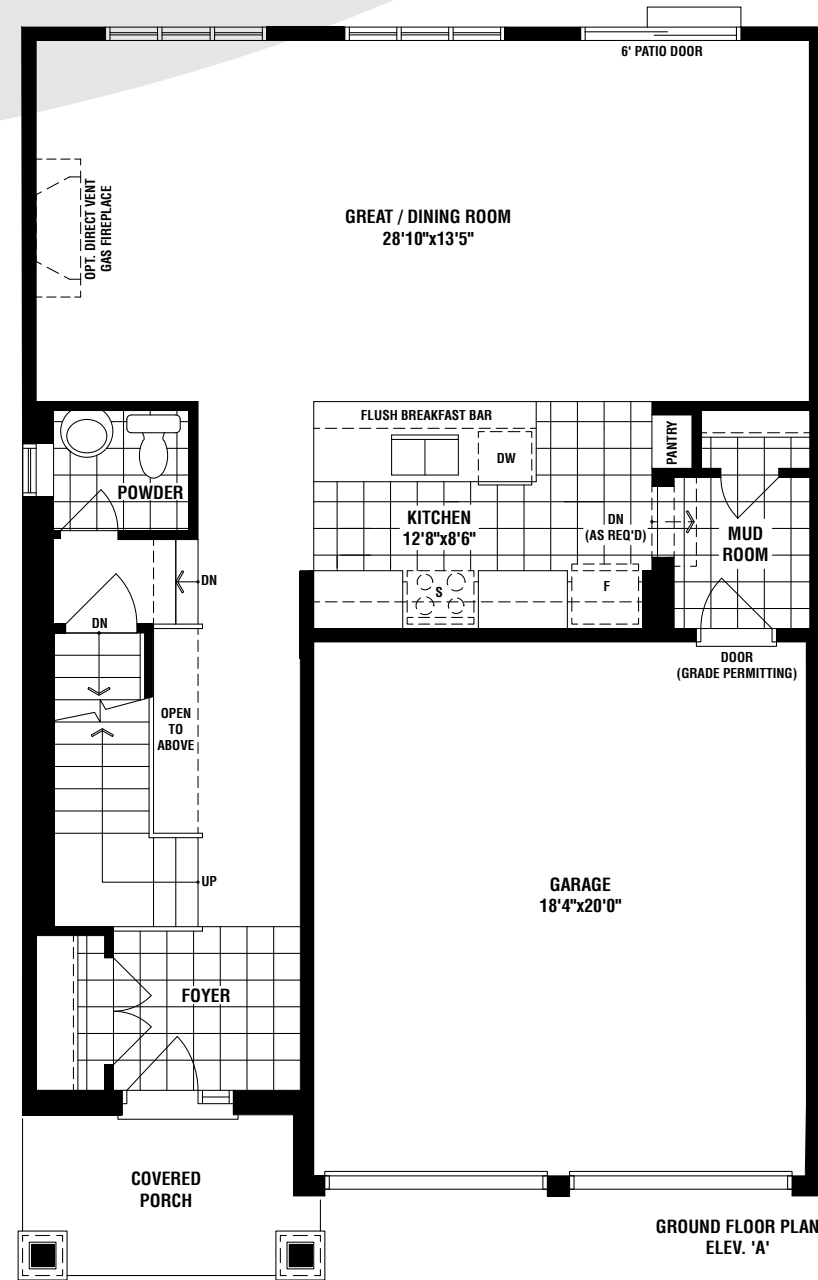 6' PATIO DOOR
OPT. DIRECT VENT
GAS FIREPLACE
GREAT / DINING ROOM
28'10"x13'5"
FLUSH BREAKFAST BAR
DW
PANTRY
POWDER
KITCHEN
12'8"x8'6"
DN
(AS REQ'D)
MUD
ROOM
DN
S
F
DN
DOOR
(GRADE PERMITTING)
OPEN
TO
ABOVE
UP
GARAGE
18'4"x20'0"
FOYER
COVERED
PORCH
GROUND FLOOR PLAN
ELEV. 'A'